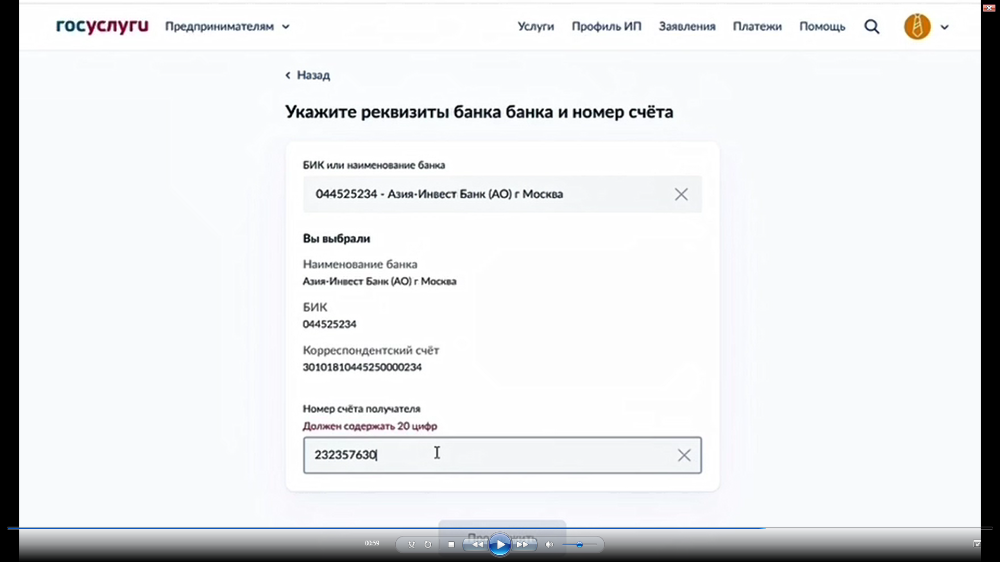 госуслуги Предпринимателям Услуги Профиль ИП Заявления Платежи Помощь
Назад
Укажите реквизиты банка банка и номер счёта
БИК или наименование банка
044525234 - Азия-Инвест Банк (АО) г Москва
Вы выбрали
Наименование банка
Азия-Инвест Банк (АО) г Москва
БИК
044525234
Корреспондентский счёт
30101810445250000234
Номер счёта получателя
Должен содержать 20 цифр
232357630
00:59